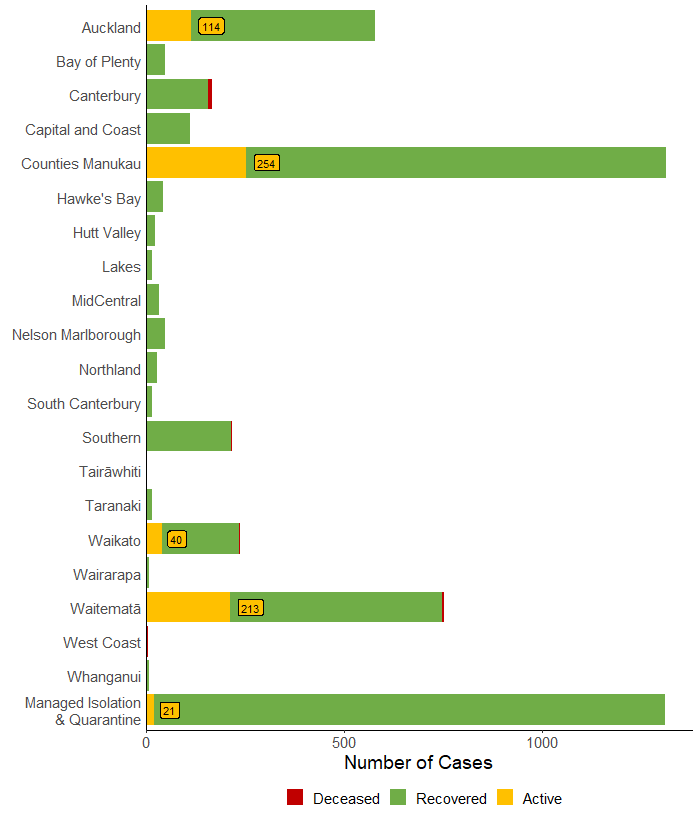 Auckland
114
Bay of Plenty
Canterbury
Capital and Coast
Counties Manukau
254
Hawke's Bay
Hutt Valley
Lakes
MidCentral
Nelson Marlborough
Northland
South Canterbury
Southern
Tairāwhiti
Taranaki
Waikato
40
Wairarapa
Waitematā
213
West Coast
Whanganui
Managed Isolation
& Quarantine
21
0
500
1000
Number of Cases
Deceased
Recovered
Active